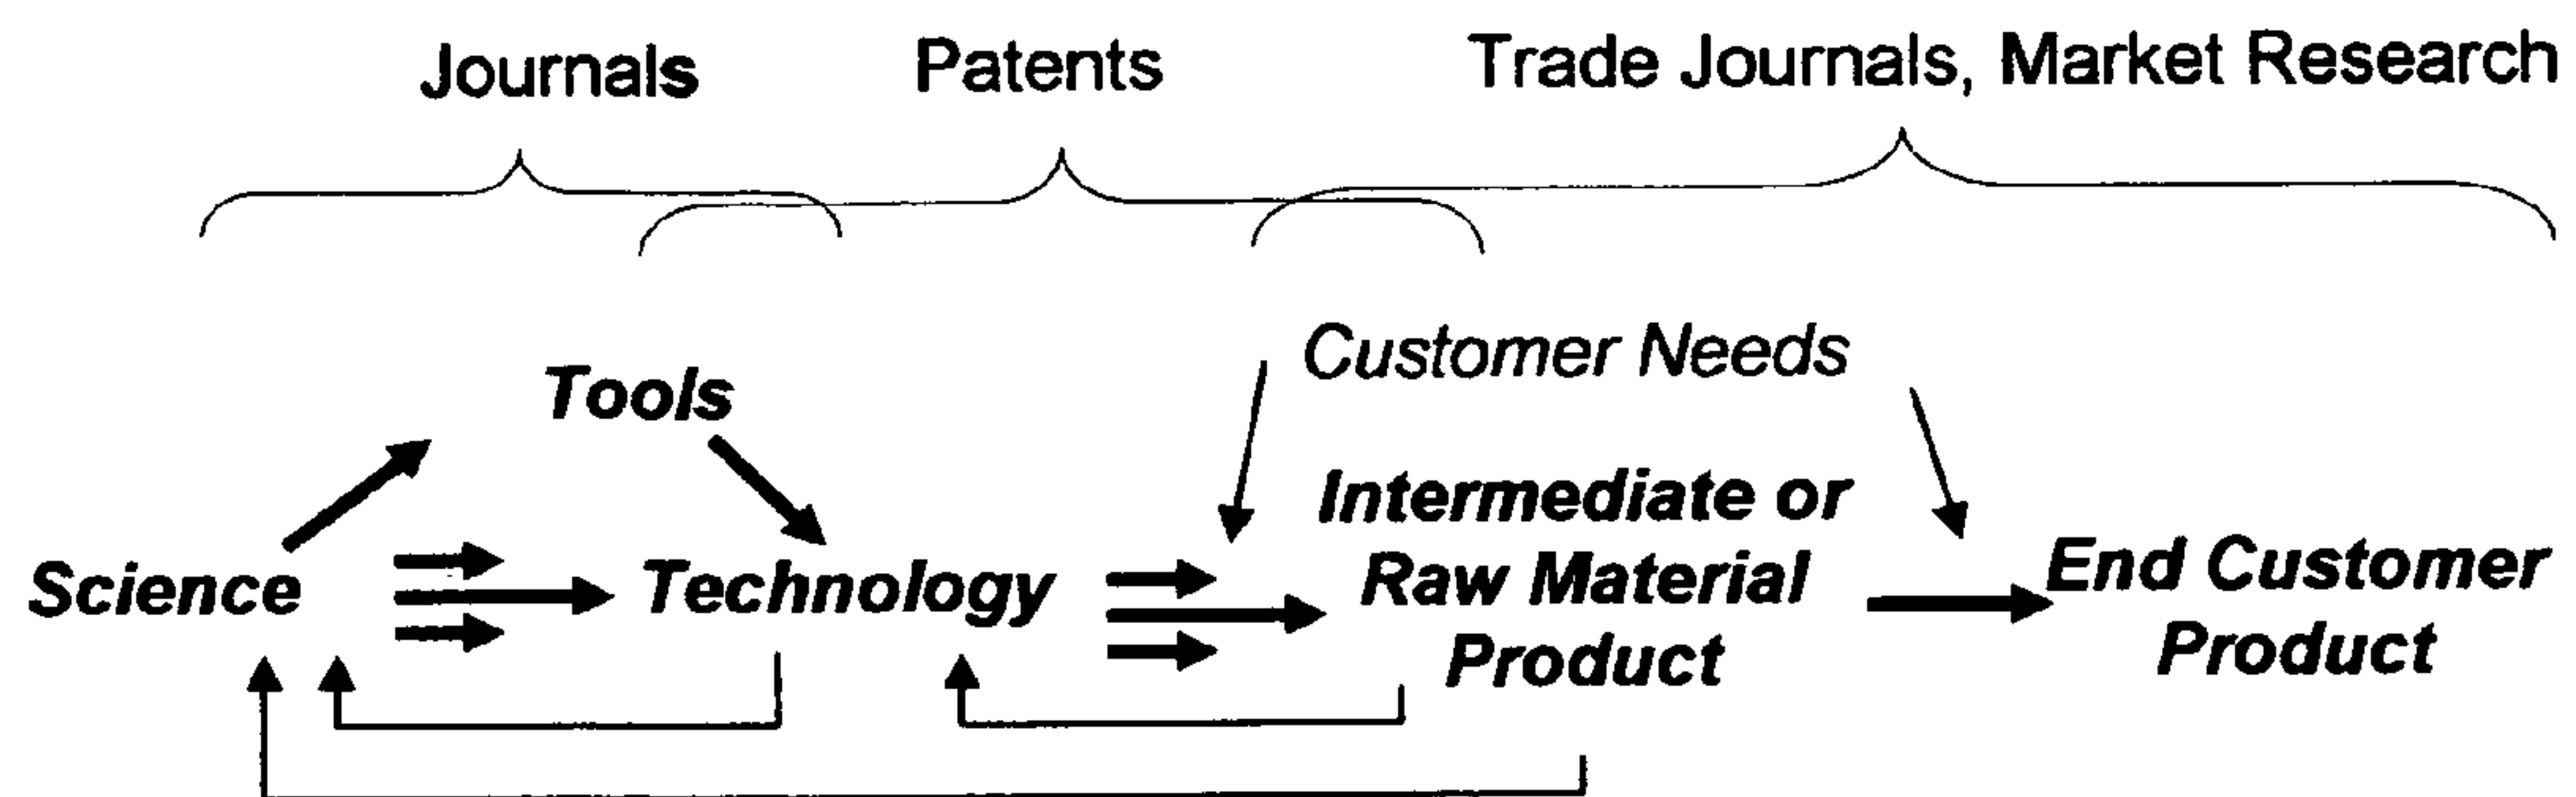 Journals
Patents
Trade Journals, Market Research
Customer Needs
Tools
Intermediate or
Raw Material
Product
Science
Technology
End Customer
Product